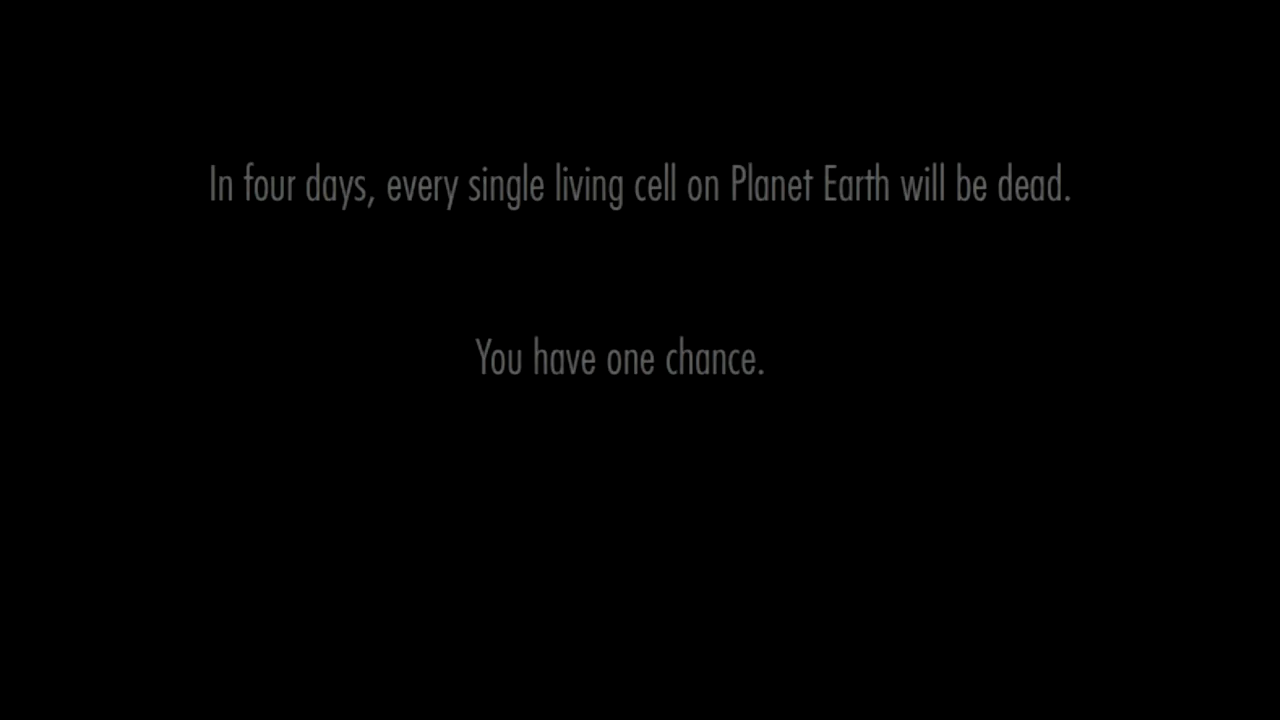 In four days, every single living cell on Planet Earth will be dead.
You have one chance.